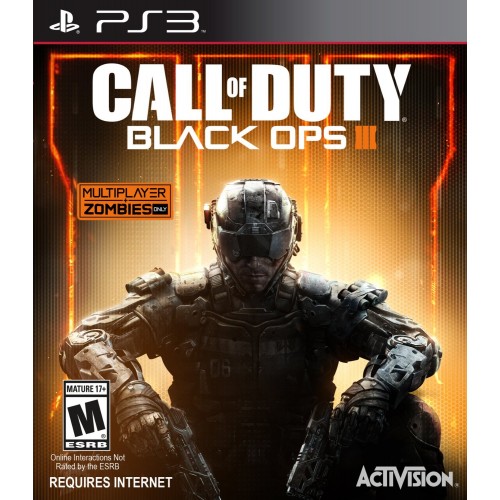 PS3
CALL OF DUTY
BLACK OPS III
MULTIPLAYER
ZOMBIES ONLY
06
MATURE 17+
M
ESRB
Online Interactions Not
Rated by the ESRB
REQUIRES INTERNET
ACTIVISION